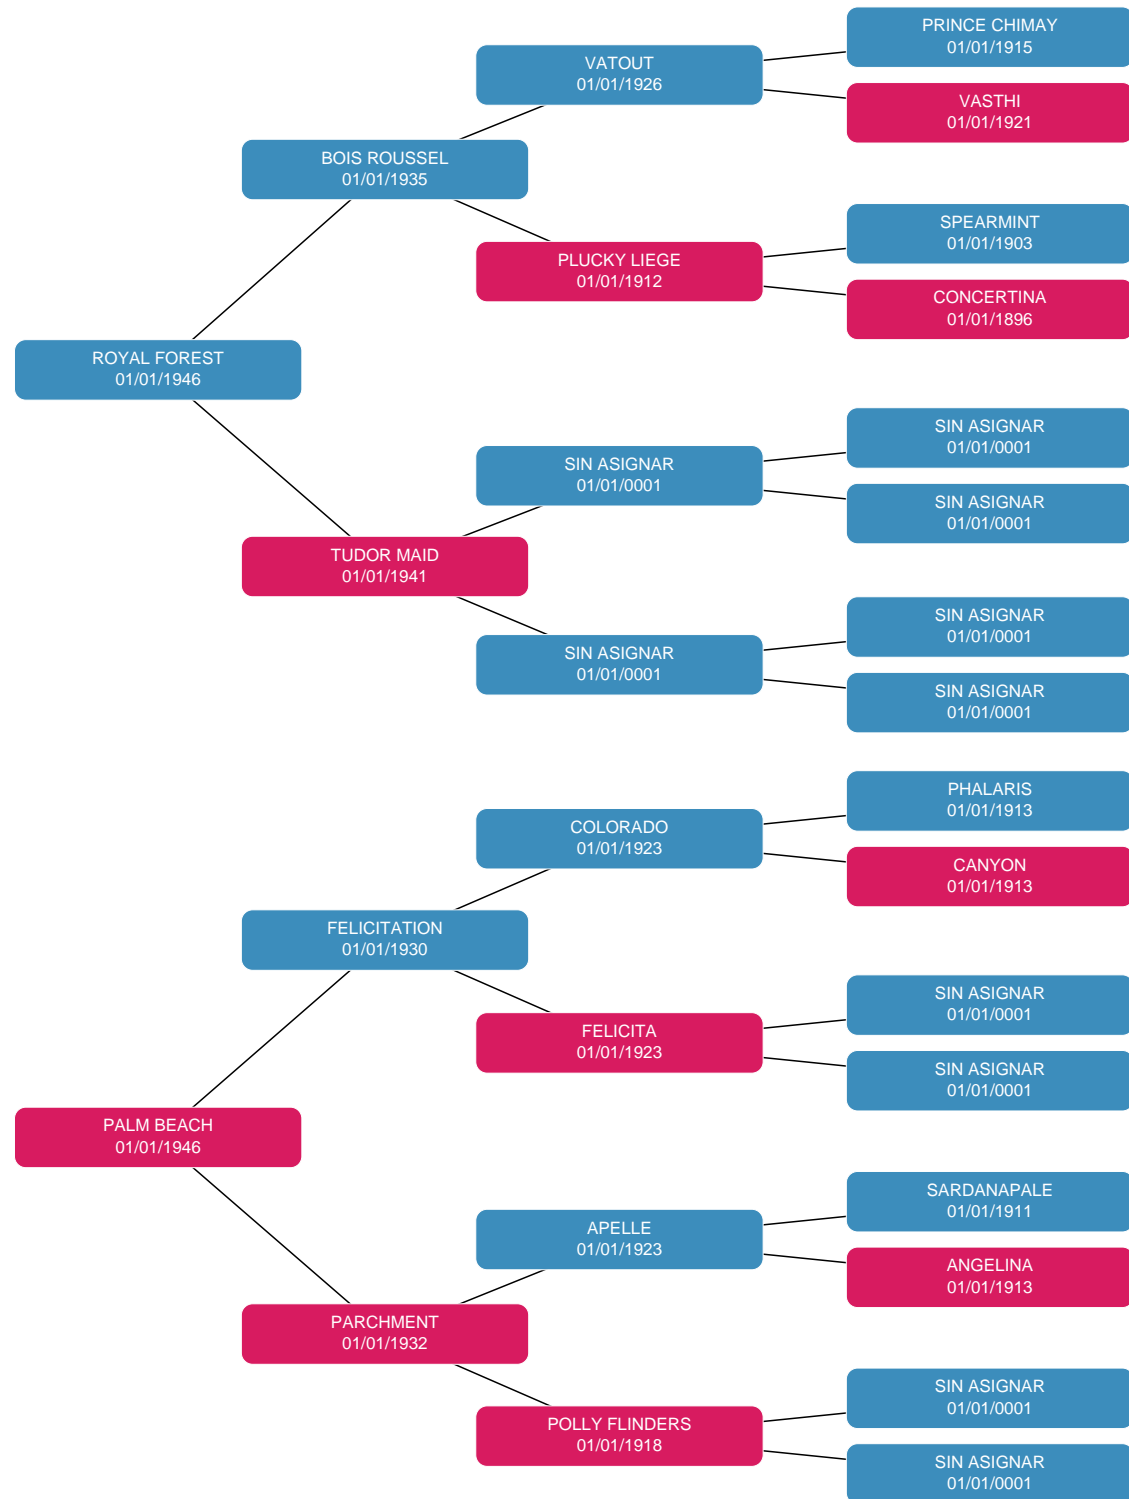 PRINCE CHIMAY
01/01/1915
VATOUT
01/01/1926
VASTHI
01/01/1921
BOIS ROUSSEL
01/01/1935
SPEARMINT
01/01/1903
PLUCKY LIEGE
01/01/1912
CONCERTINA
01/01/1896
ROYAL FOREST
01/01/1946
SIN ASIGNAR
01/01/0001
SIN ASIGNAR
01/01/0001
SIN ASIGNAR
01/01/0001
TUDOR MAID
01/01/1941
SIN ASIGNAR
01/01/0001
SIN ASIGNAR
01/01/0001
SIN ASIGNAR
01/01/0001
PHALARIS
01/01/1913
COLORADO
01/01/1923
CANYON
01/01/1913
FELICITATION
01/01/1930
SIN ASIGNAR
01/01/0001
FELICITA
01/01/1923
SIN ASIGNAR
01/01/0001
PALM BEACH
01/01/1946
SARDANAPALE
01/01/1911
APELLE
01/01/1923
ANGELINA
01/01/1913
PARCHMENT
01/01/1932
SIN ASIGNAR
01/01/0001
POLLY FLINDERS
01/01/1918
SIN ASIGNAR
01/01/0001